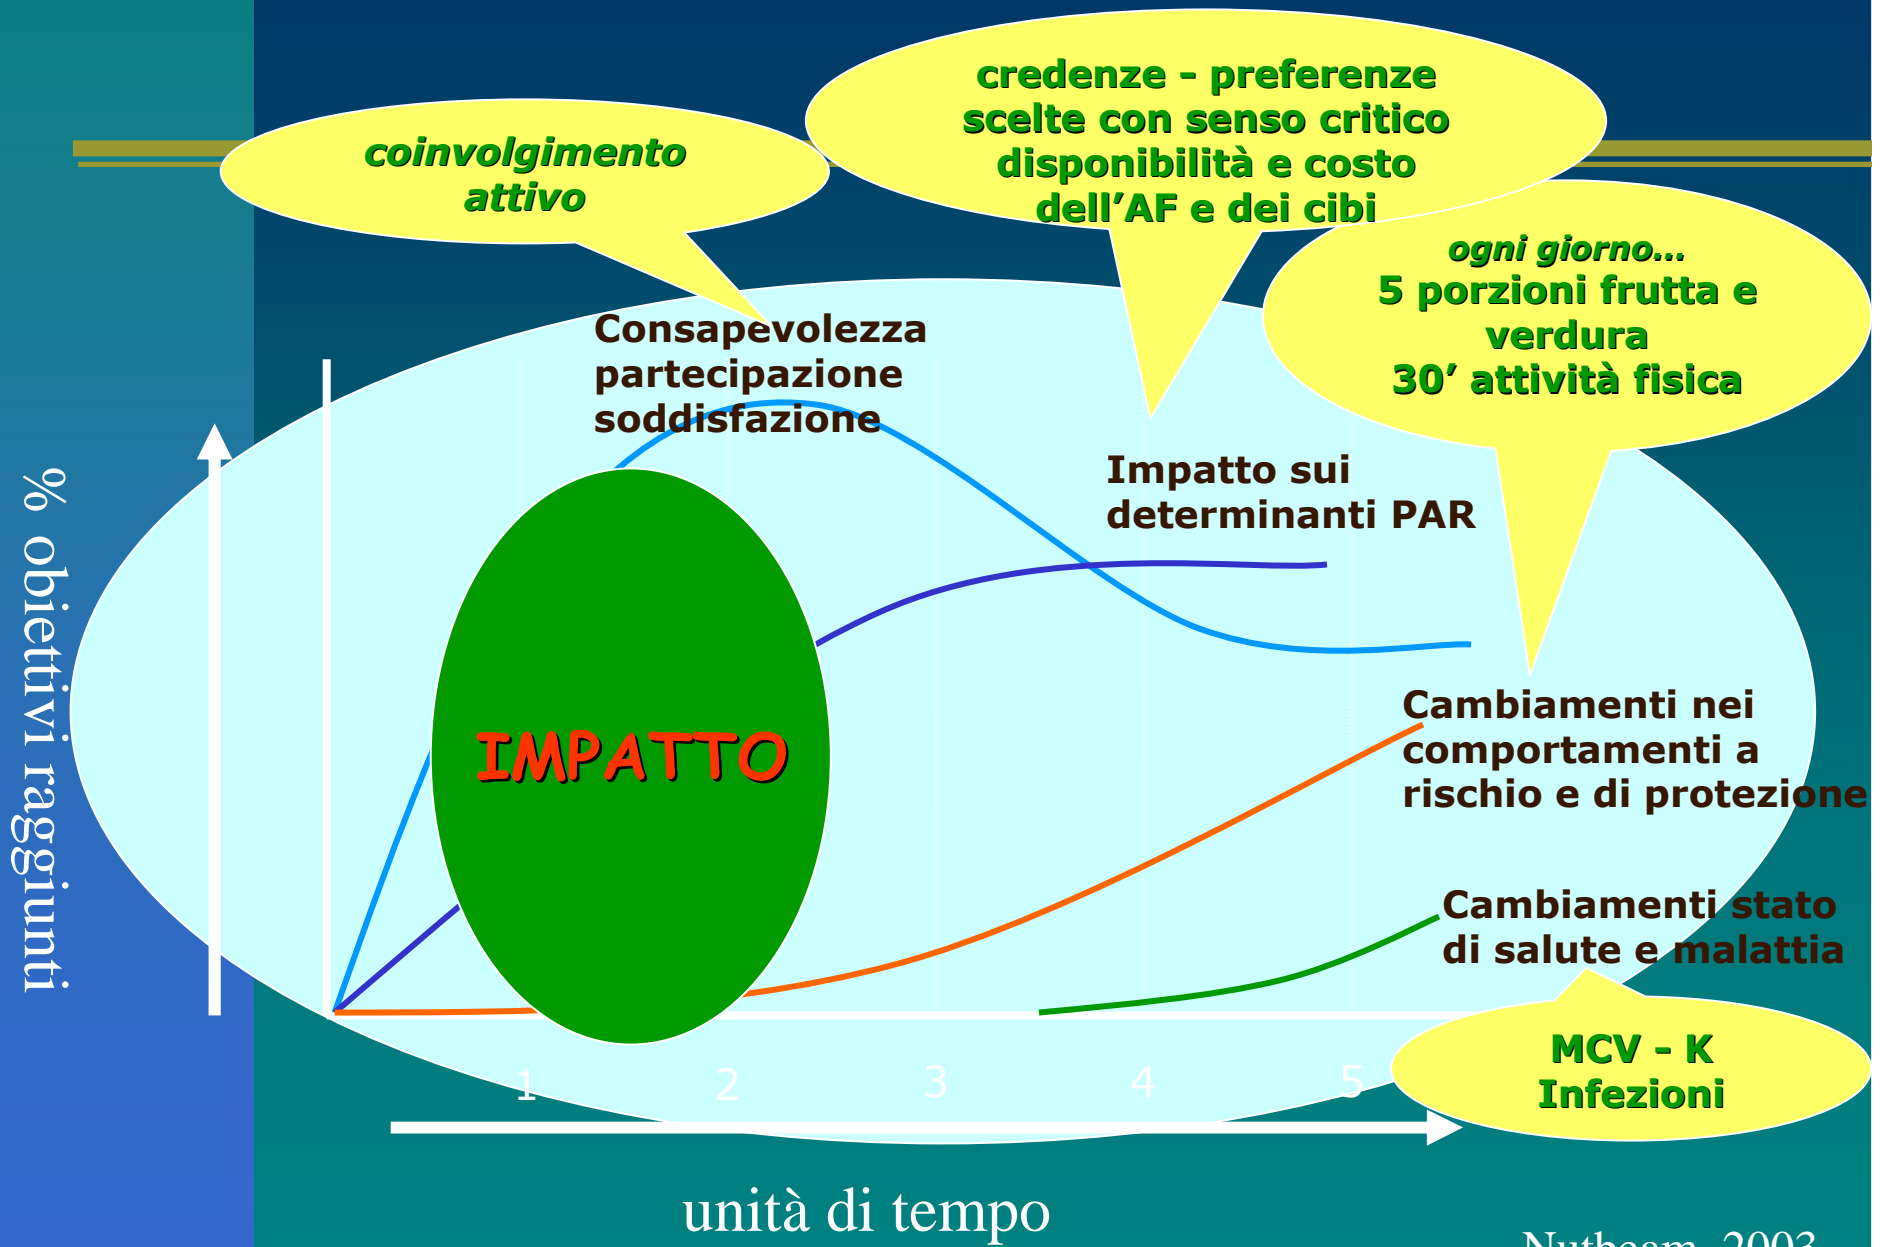 credenze – preferenze
scelte con senso critico
disponibilità e costo
dell’AF e dei cibi
coinvolgimento
attivo
ogni giorno…
5 porzioni frutta e
verdura
30’ attività fisica
Consapevolezza
partecipazione
soddisfazione
Impatto sui
determinanti PAR
% obiettivi raggiunti
IMPATTO
Cambiamenti nei
comportamenti a
rischio e di protezione
Cambiamenti stato
di salute e malattia
MCV – K
Infezioni
1 2 3 4 5
unità di tempo
Nutbeam, 2003